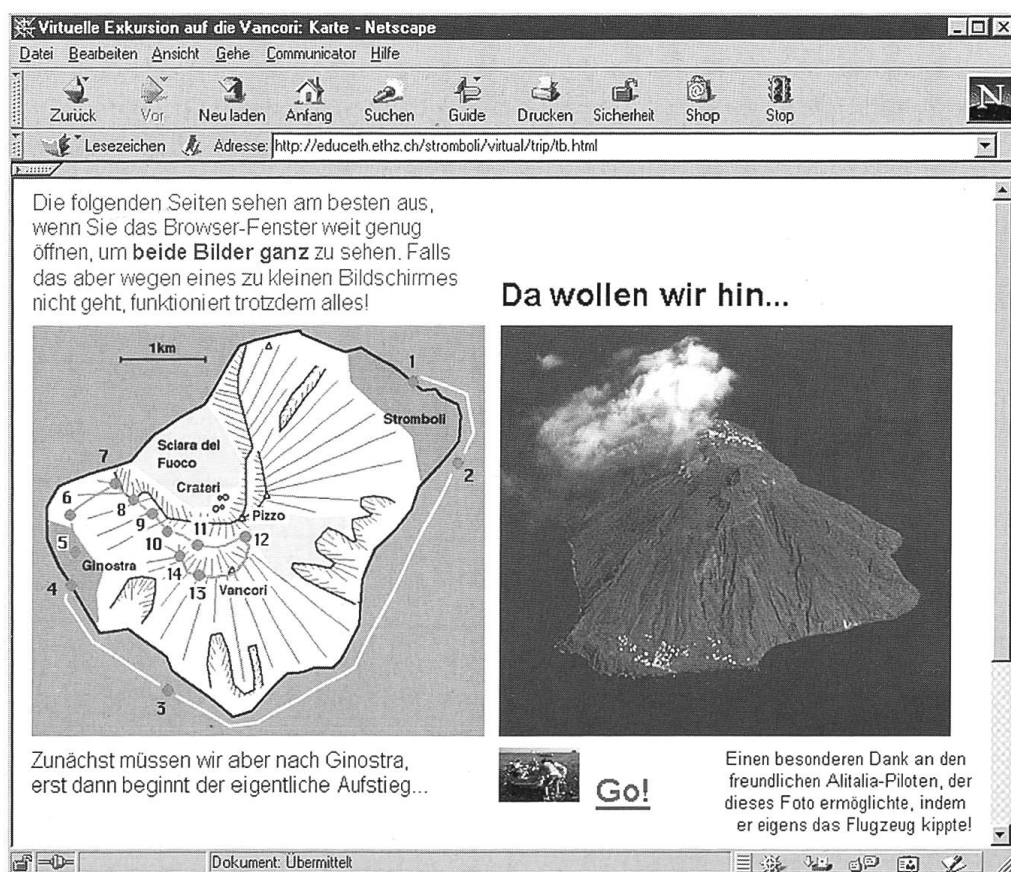 Virtuelle Exkursion auf die Vancori: Karte - Netscape
Datei Bearbeiten Ansicht Gehe Communicator Hilfe
Zurück Vor Neu laden Anfang Suchen Guide Drucken Sicherheit Shop Stop
N
Lesezeichen Adresse: http://educeth.ethz.ch/stromboli/virtual/trip/tb.html
Die folgenden Seiten sehen am besten aus,
wenn Sie das Browser-Fenster weit genug
öffnen, um beide Bilder ganz zu sehen. Falls
das aber wegen eines zu kleinen Bildschirmes
nicht geht, funktioniert trotzdem alles!
Da wollen wir hin...
1km
1
Stromboli
Sciara del
Fuoco
2
7
Crateri
6
8
9
Pizzo
11
12
10
5
Ginostra
14
4
13
Vancori
3
Zunächst müssen wir aber nach Ginostra,
erst dann beginnt der eigentliche Aufstieg...
Go!
Einen besonderen Dank an den
freundlichen Alitalia-Piloten, der
dieses Foto ermöglichte, indem
er eigens das Flugzeug kippte!
Dokument: Übermittelt